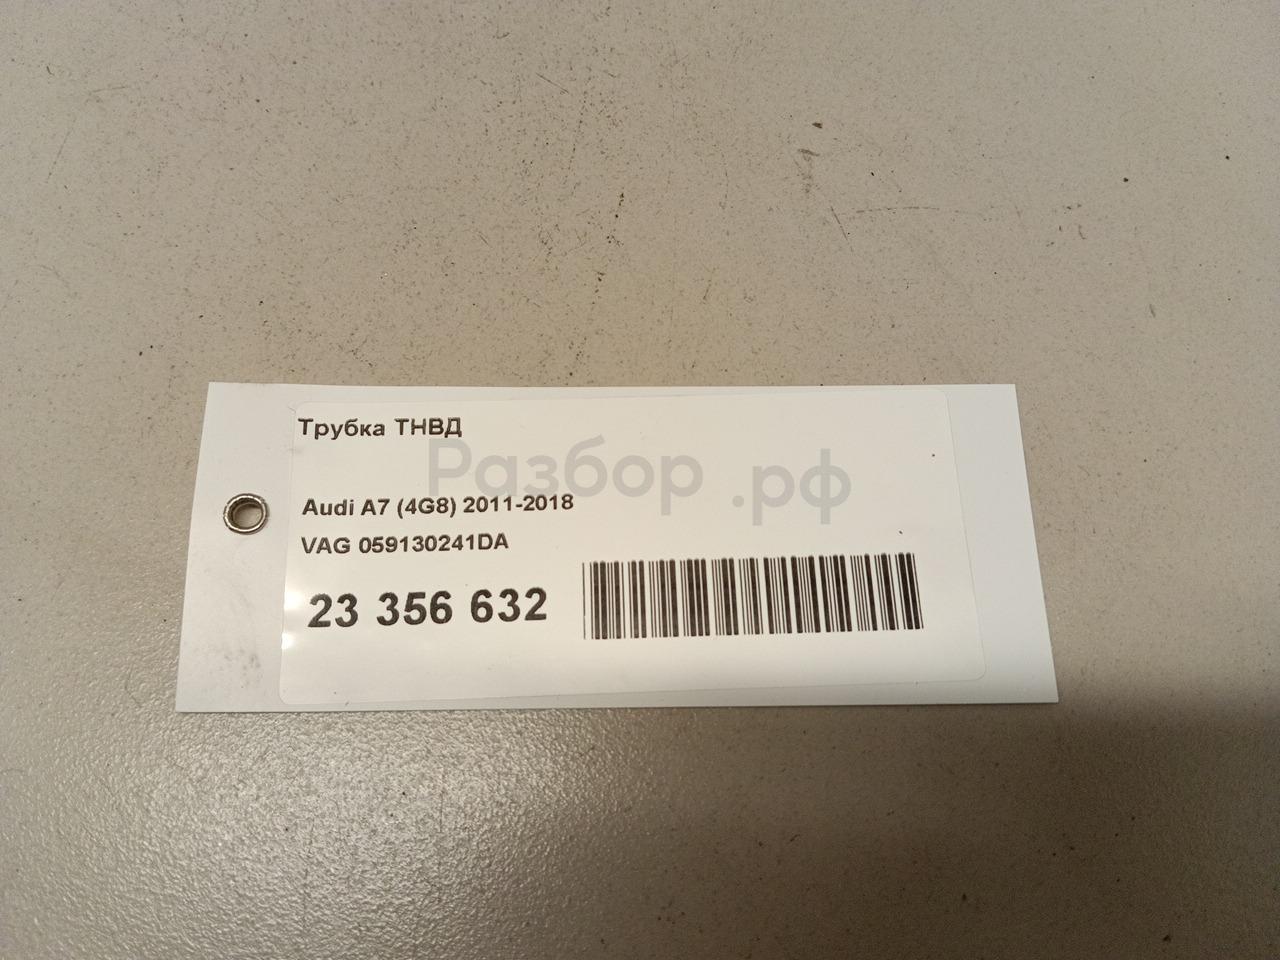 Трубка ТНВД
Разбор.рф
Audi A7 (4G8) 2011-2018
VAG 059130241DA
23 356 632